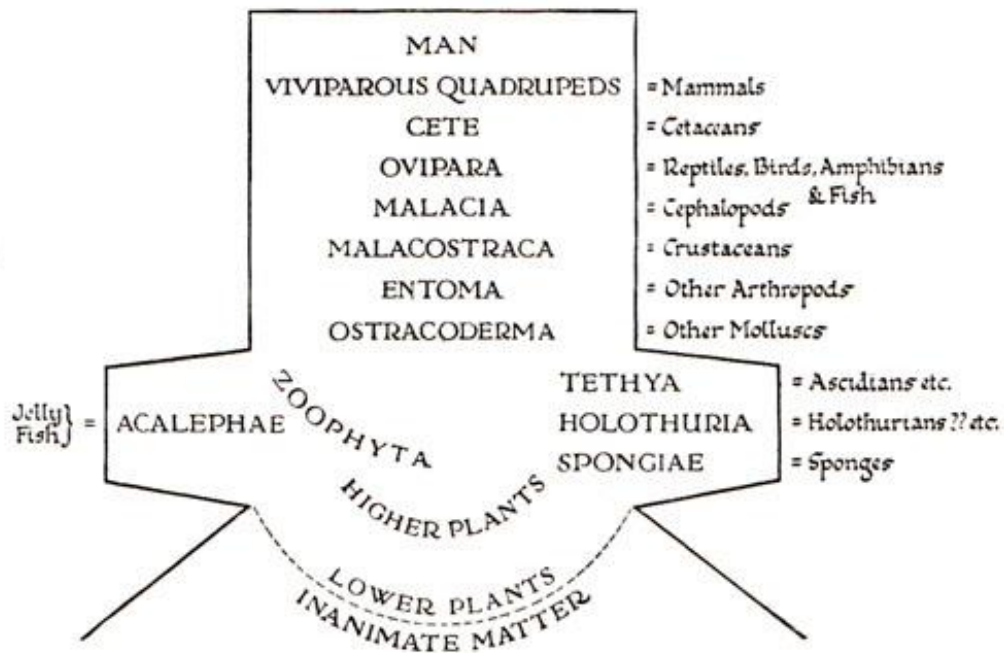 MAN
VIVIPAROUS QUADRUPEDS = Mammals
CETE = Cetaceans
OVIPARA = Reptiles, Birds, Amphibians & Fish
MALACIA = Cephalopods
MALACOSTRACA = Crustaceans
ENTOMA = Other Arthropods
OSTRACODERMA = Other Molluscs
ZOOPHYTA
TETHYA = Ascidians etc.
Jelly Fish } = ACALEPHAE
HOLOTHURIA = Holothurians ?? etc.
SPONGIAE = Sponges
HIGHER PLANTS
LOWER PLANTS
INANIMATE MATTER